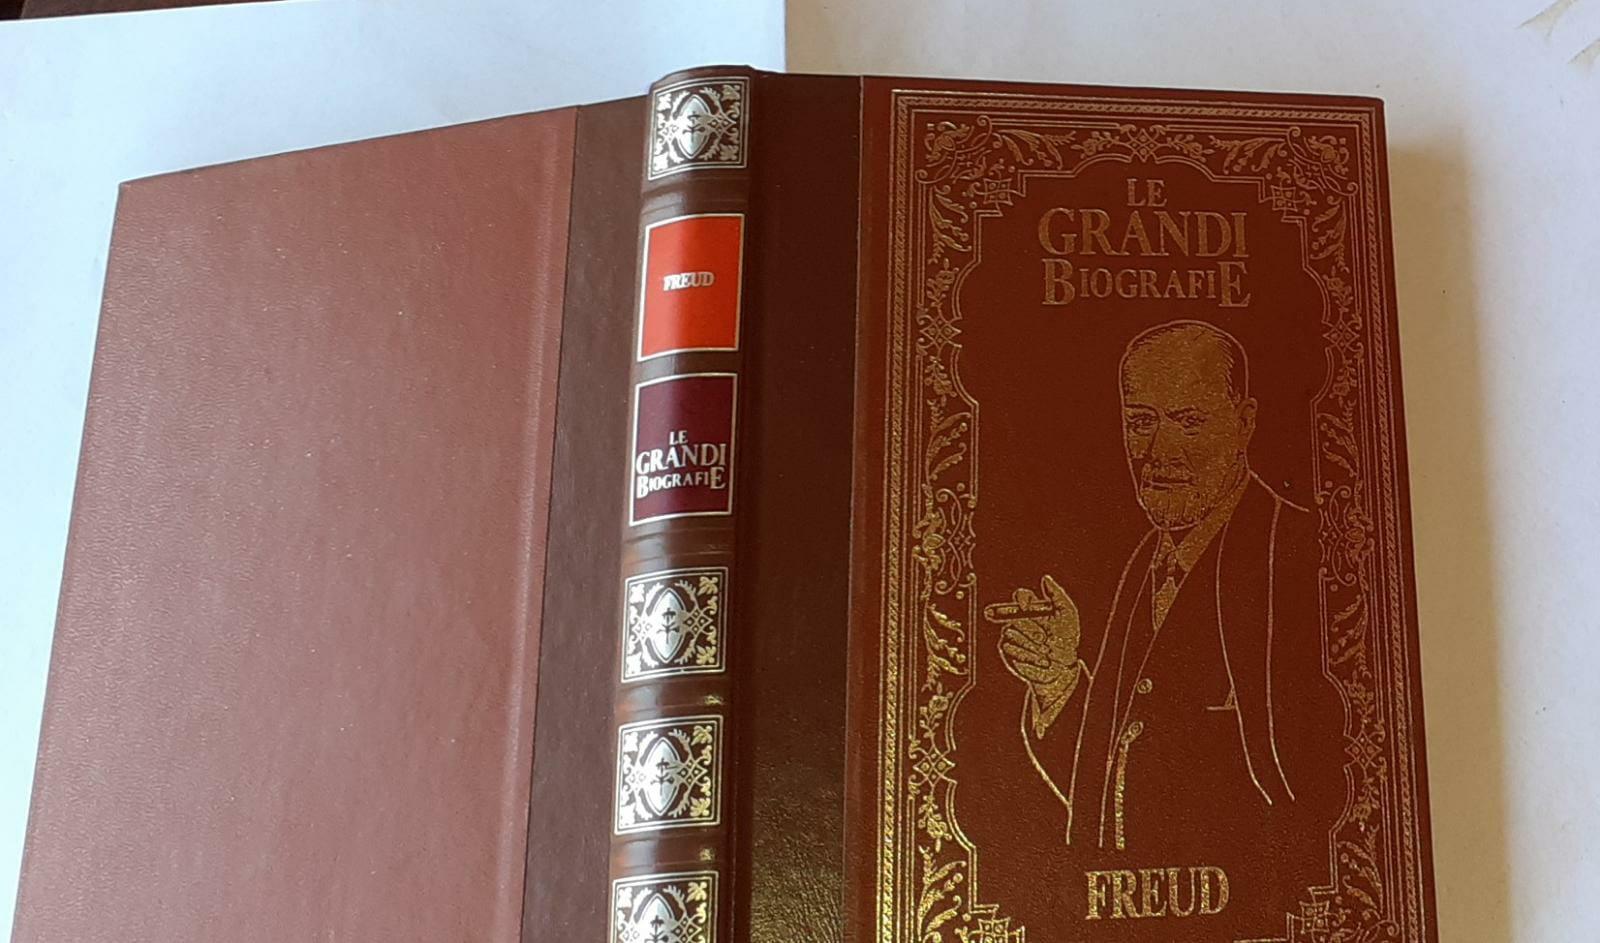 FREUD
LE
GRANDI
BIOGRAFIE
LE
GRANDI
BIOGRAFIE
FREUD